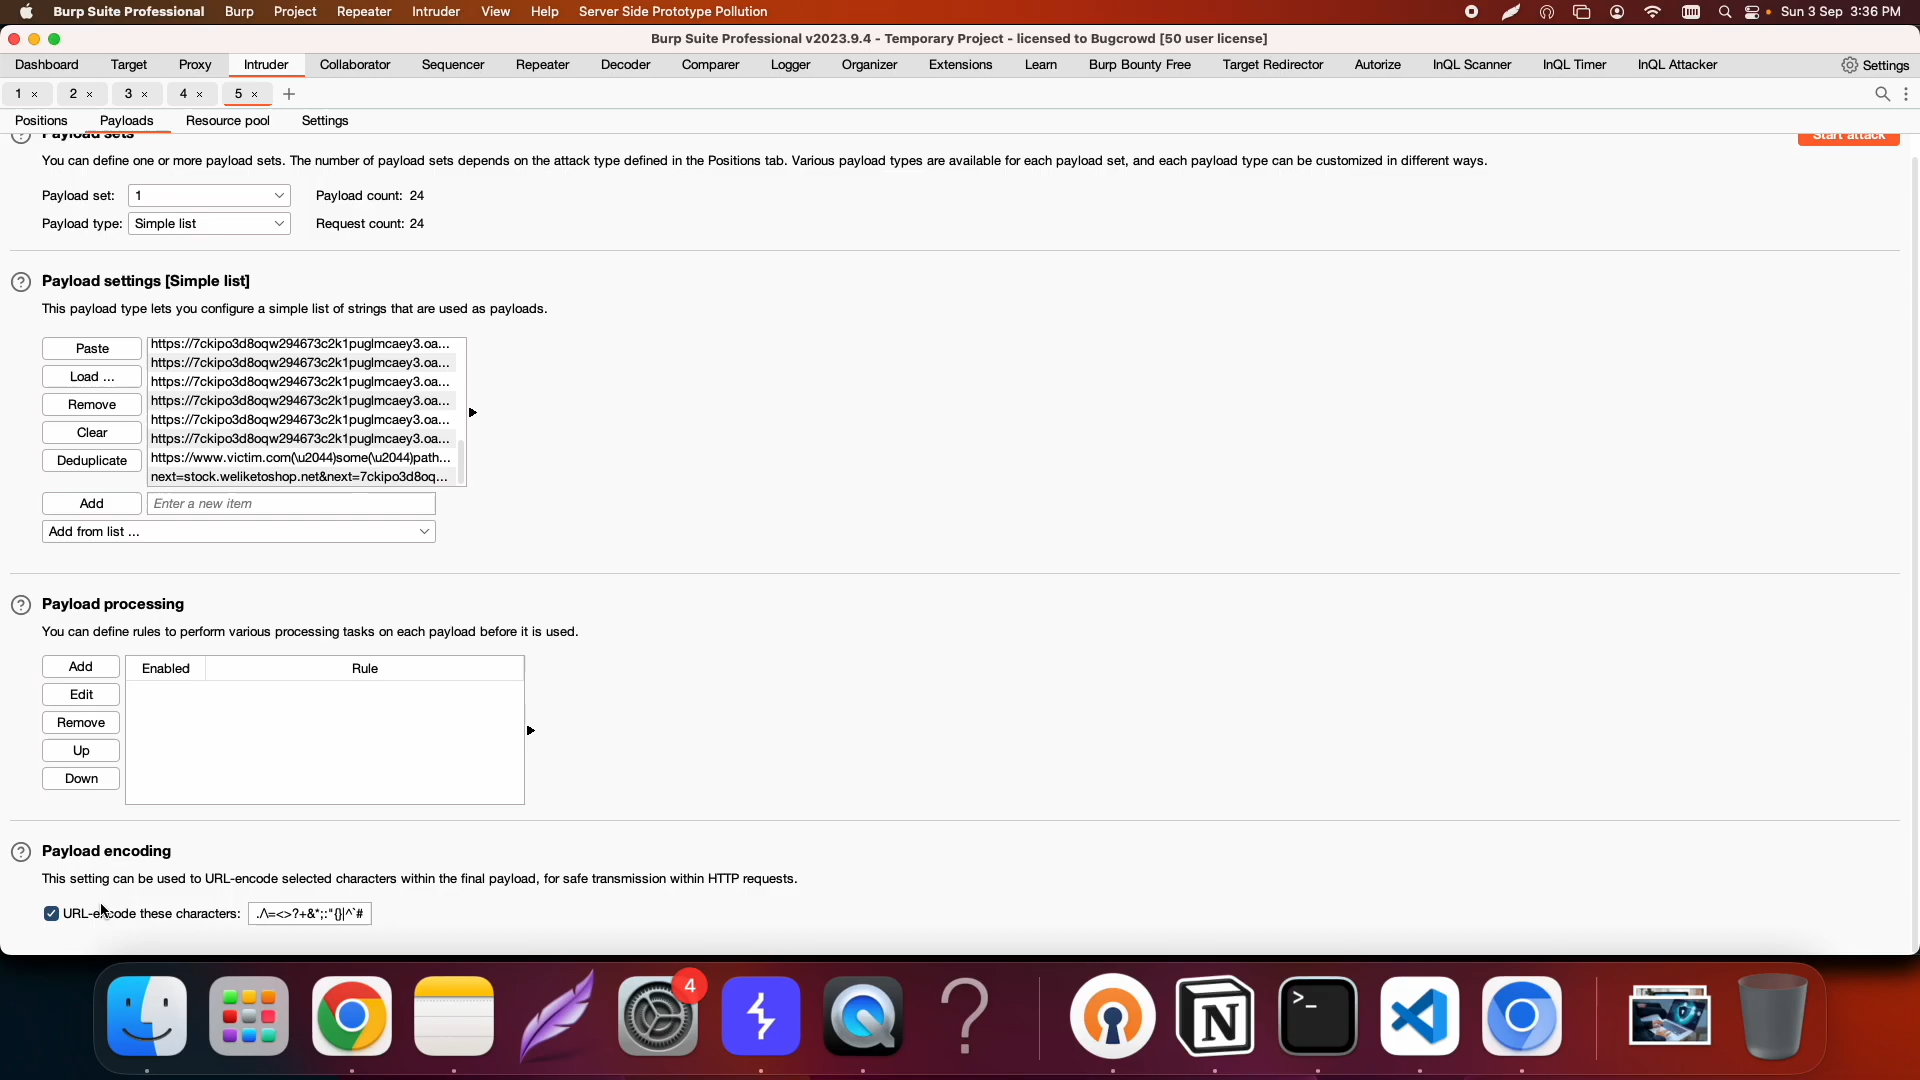 Burp Suite Professional Burp Project Repeater Intruder View Help Server Side Prototype Pollution Sun 3 Sep 3:36 PM
Burp Suite Professional v2023.9.4 - Temporary Project - licensed to Bugcrowd [50 user license]
Dashboard Target Proxy Intruder Collaborator Sequencer Repeater Decoder Comparer Logger Organizer Extensions Learn Burp Bounty Free Target Redirector Autorize InQL Scanner InQL Timer InQL Attacker Settings
1 × 2 × 3 × 4 × 5 × +
Positions Payloads Resource pool Settings
Payload sets Start attack
You can define one or more payload sets. The number of payload sets depends on the attack type defined in the Positions tab. Various payload types are available for each payload set, and each payload type can be customized in different ways.
Payload set: 1 Payload count: 24
Payload type: Simple list Request count: 24
? Payload settings [Simple list]
This payload type lets you configure a simple list of strings that are used as payloads.
Paste https://7ckipo3d8oqw294673c2k1puglmcaey3.oa...
https://7ckipo3d8oqw294673c2k1puglmcaey3.oa...
Load ... https://7ckipo3d8oqw294673c2k1puglmcaey3.oa...
Remove https://7ckipo3d8oqw294673c2k1puglmcaey3.oa...
https://7ckipo3d8oqw294673c2k1puglmcaey3.oa...
Clear https://7ckipo3d8oqw294673c2k1puglmcaey3.oa...
Deduplicate https://www.victim.com(\u2044)some(\u2044)path...
next=stock.weliketoshop.net&next=7ckipo3d8oq...
Add Enter a new item
Add from list ...
? Payload processing
You can define rules to perform various processing tasks on each payload before it is used.
Add Enabled Rule
Edit
Remove
Up
Down
? Payload encoding
This setting can be used to URL-encode selected characters within the final payload, for safe transmission within HTTP requests.
URL-encode these characters: ./\=<>?+&*;:"{}|^`#
4
?
N
>_